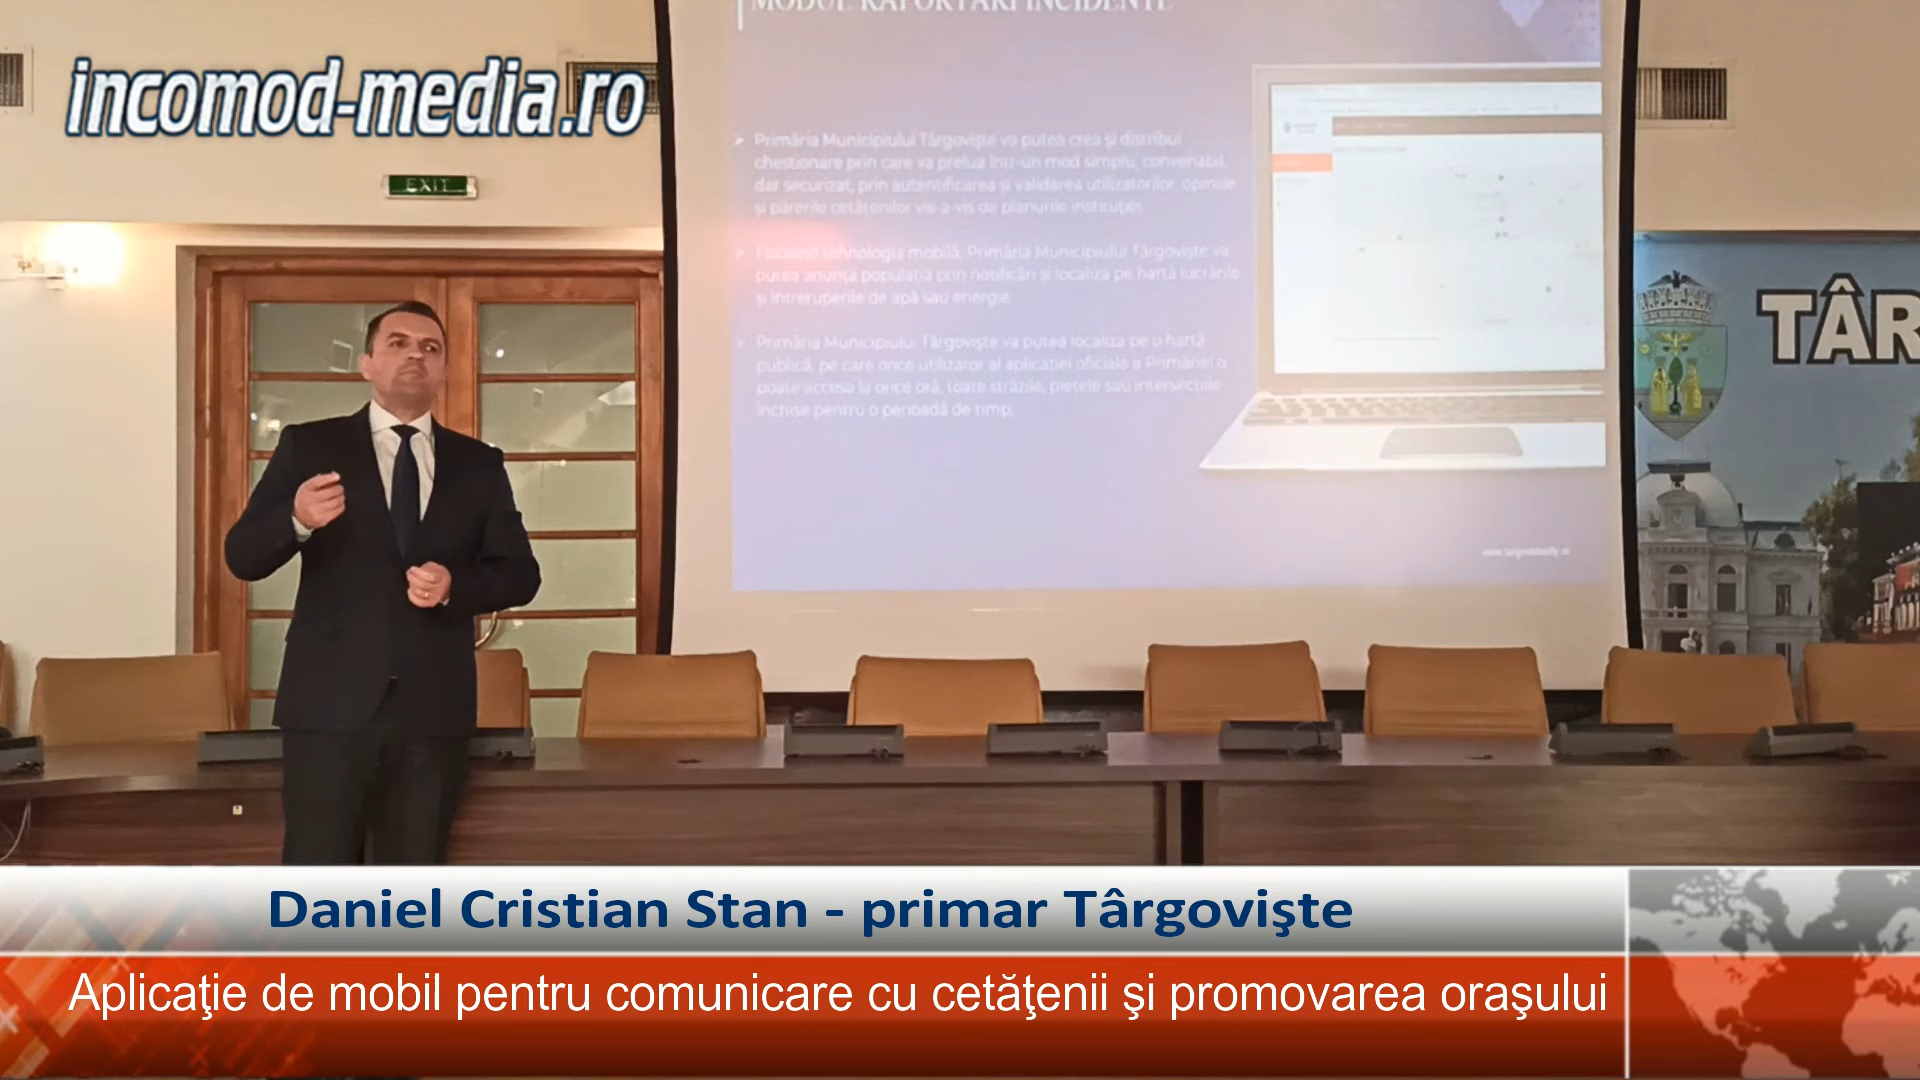 MODUL RAPORTĂRI INCIDENTE
incomod-media.ro
EXIT
Primăria Municipiului Târgoviște va putea crea și distribui
chestionare prin care va prelua într-un mod simplu, convenabil,
dar securizat, prin autentificarea și validarea utilizatorilor, opiniile
și părerile cetățenilor vis-a-vis de planurile instituției.
Folosind tehnologia mobilă, Primăria Municipiului Târgoviște va
putea anunța populația prin notificări și localiza pe hartă lucrările
și întreruperile de apă sau energie.
Primăria Municipiului Târgoviște va putea localiza pe o hartă
publică, pe care orice utilizator al aplicatiei oficiale a Primăriei o
poate accesa la orice oră, toate străzile, piețele sau intersecțiile
închise pentru o perioadă de timp;
TÂR
Daniel Cristian Stan - primar Târgovişte
Aplicaţie de mobil pentru comunicare cu cetăţenii şi promovarea oraşului